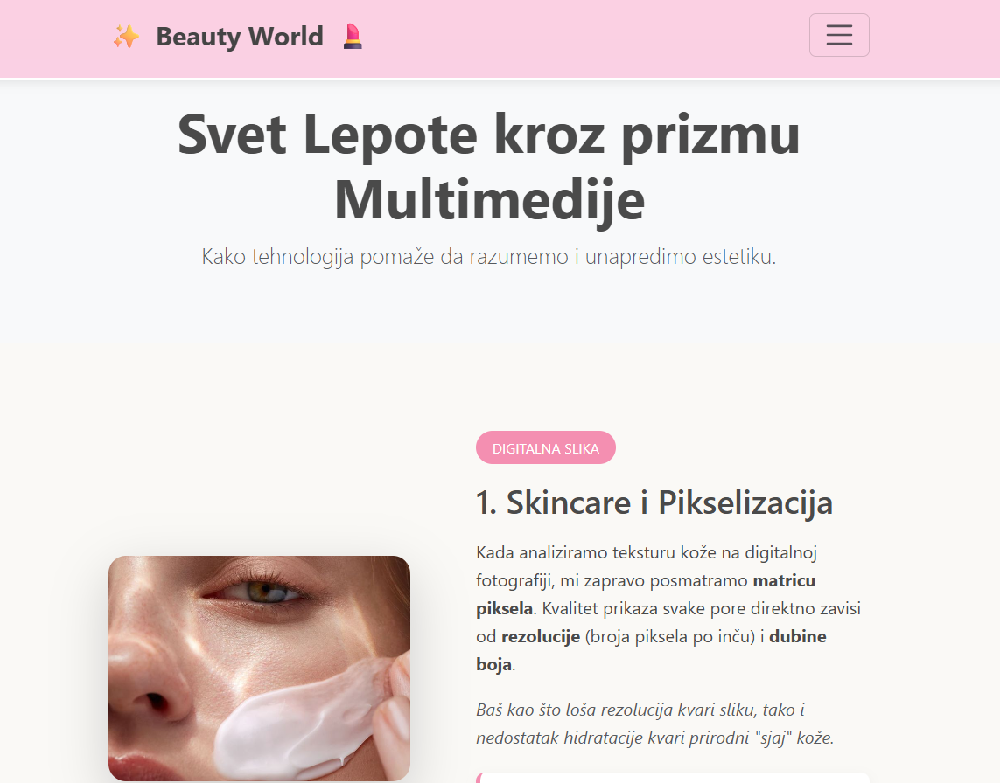 Beauty World
Svet Lepote kroz prizmu
Multimedije
Kako tehnologija pomaže da razumemo i unapredimo estetiku.
DIGITALNA SLIKA
1. Skincare i Pikselizacija
Kada analiziramo teksturu kože na digitalnoj
fotografiji, mi zapravo posmatramo matricu
piksela. Kvalitet prikaza svake pore direktno zavisi
od rezolucije (broja piksela po inču) i dubine
boja.
Baš kao što loša rezolucija kvari sliku, tako i
nedostatak hidratacije kvari prirodni "sjaj" kože.